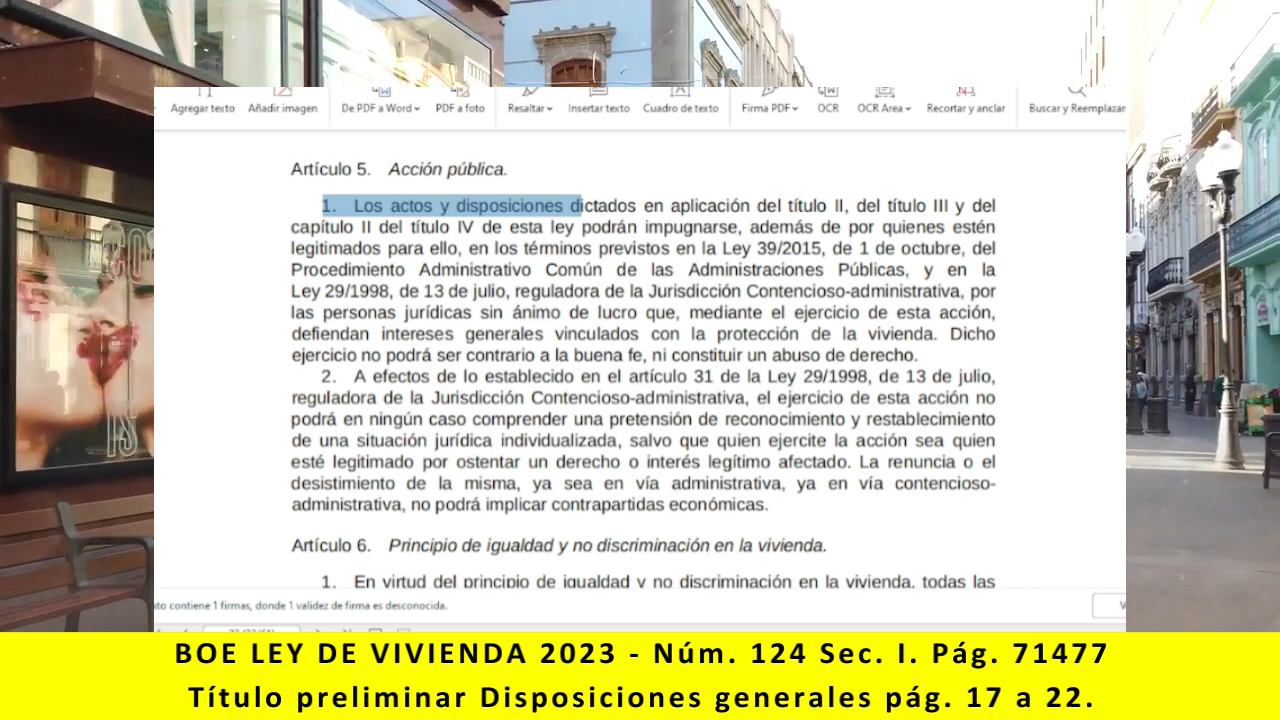 Agregar texto Añadir imagen De PDF a Word PDF a foto Resaltar Insertar texto Cuadro de texto Firma PDF OCR OCR Area Recortar y anclar Buscar y Reemplazar
Artículo 5. Acción pública.
1. Los actos y disposiciones dictados en aplicación del título II, del título III y del
capítulo II del título IV de esta ley podrán impugnarse, además de por quienes estén
legitimados para ello, en los términos previstos en la Ley 39/2015, de 1 de octubre, del
Procedimiento Administrativo Común de las Administraciones Públicas, y en la
Ley 29/1998, de 13 de julio, reguladora de la Jurisdicción Contencioso-administrativa, por
las personas jurídicas sin ánimo de lucro que, mediante el ejercicio de esta acción,
defiendan intereses generales vinculados con la protección de la vivienda. Dicho
ejercicio no podrá ser contrario a la buena fe, ni constituir un abuso de derecho.
2. A efectos de lo establecido en el artículo 31 de la Ley 29/1998, de 13 de julio,
reguladora de la Jurisdicción Contencioso-administrativa, el ejercicio de esta acción no
podrá en ningún caso comprender una pretensión de reconocimiento y restablecimiento
de una situación jurídica individualizada, salvo que quien ejercite la acción sea quien
esté legitimado por ostentar un derecho o interés legítimo afectado. La renuncia o el
desistimiento de la misma, ya sea en vía administrativa, ya en vía contencioso-
administrativa, no podrá implicar contrapartidas económicas.
Artículo 6. Principio de igualdad y no discriminación en la vivienda.
1. En virtud del principio de igualdad y no discriminación en la vivienda, todas las
contiene 1 firmas, donde 1 validez de firma es desconocida.
IS
BOE LEY DE VIVIENDA 2023 - Núm. 124 Sec. I. Pág. 71477
Título preliminar Disposiciones generales pág. 17 a 22.